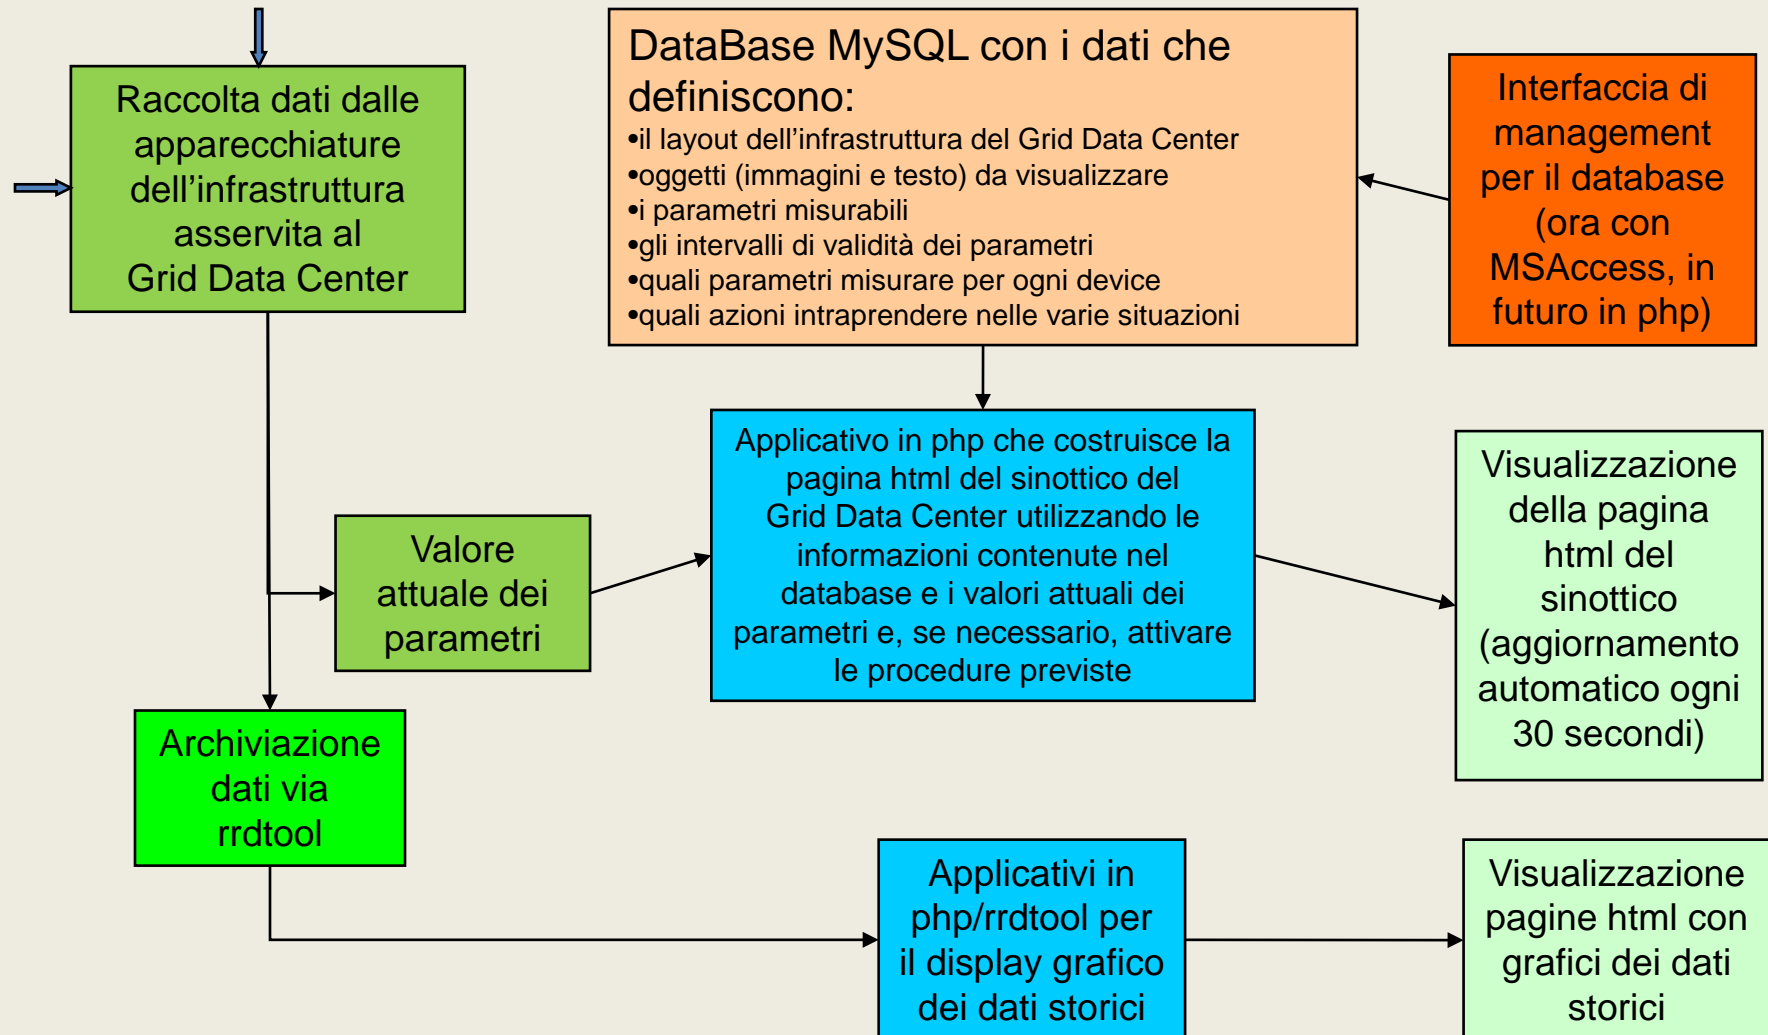 Raccolta dati dalle
apparecchiature
dell’infrastruttura
asservita al
Grid Data Center
DataBase MySQL con i dati che
definiscono:
•il layout dell’infrastruttura del Grid Data Center
•oggetti (immagini e testo) da visualizzare
•i parametri misurabili
•gli intervalli di validità dei parametri
•quali parametri misurare per ogni device
•quali azioni intraprendere nelle varie situazioni
Interfaccia di
management
per il database
(ora con
MSAccess, in
futuro in php)
Valore
attuale dei
parametri
Applicativo in php che costruisce la
pagina html del sinottico del
Grid Data Center utilizzando le
informazioni contenute nel
database e i valori attuali dei
parametri e, se necessario, attivare
le procedure previste
Visualizzazione
della pagina
html del
sinottico
(aggiornamento
automatico ogni
30 secondi)
Archiviazione
dati via
rrdtool
Applicativi in
php/rrdtool per
il display grafico
dei dati storici
Visualizzazione
pagine html con
grafici dei dati
storici